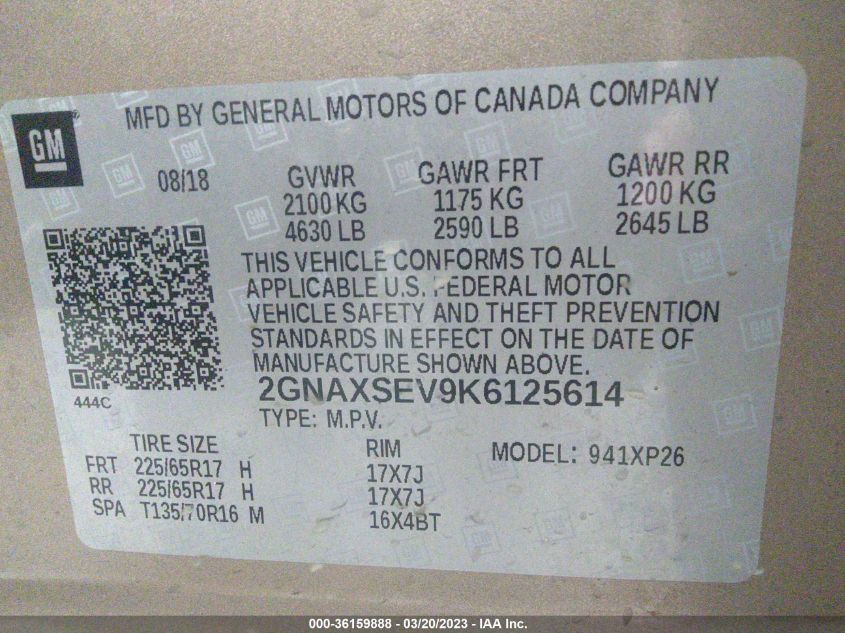 MFD BY GENERAL MOTORS OF CANADA COMPANY
GM
08/18 GVWR GAWR FRT GAWR RR
2100 KG 1175 KG 1200 KG
4630 LB 2590 LB 2645 LB
THIS VEHICLE CONFORMS TO ALL
APPLICABLE U.S. FEDERAL MOTOR
VEHICLE SAFETY AND THEFT PREVENTION
STANDARDS IN EFFECT ON THE DATE OF
MANUFACTURE SHOWN ABOVE.
444C
2GNAXSEV9K6125614
TYPE: M.P.V.
TIRE SIZE RIM MODEL: 941XP26
FRT 225/65R17 H 17X7J
RR 225/65R17 H 17X7J
SPA T135/70R16 M 16X4BT
000-36159888 - 03/20/2023 - IAA Inc.